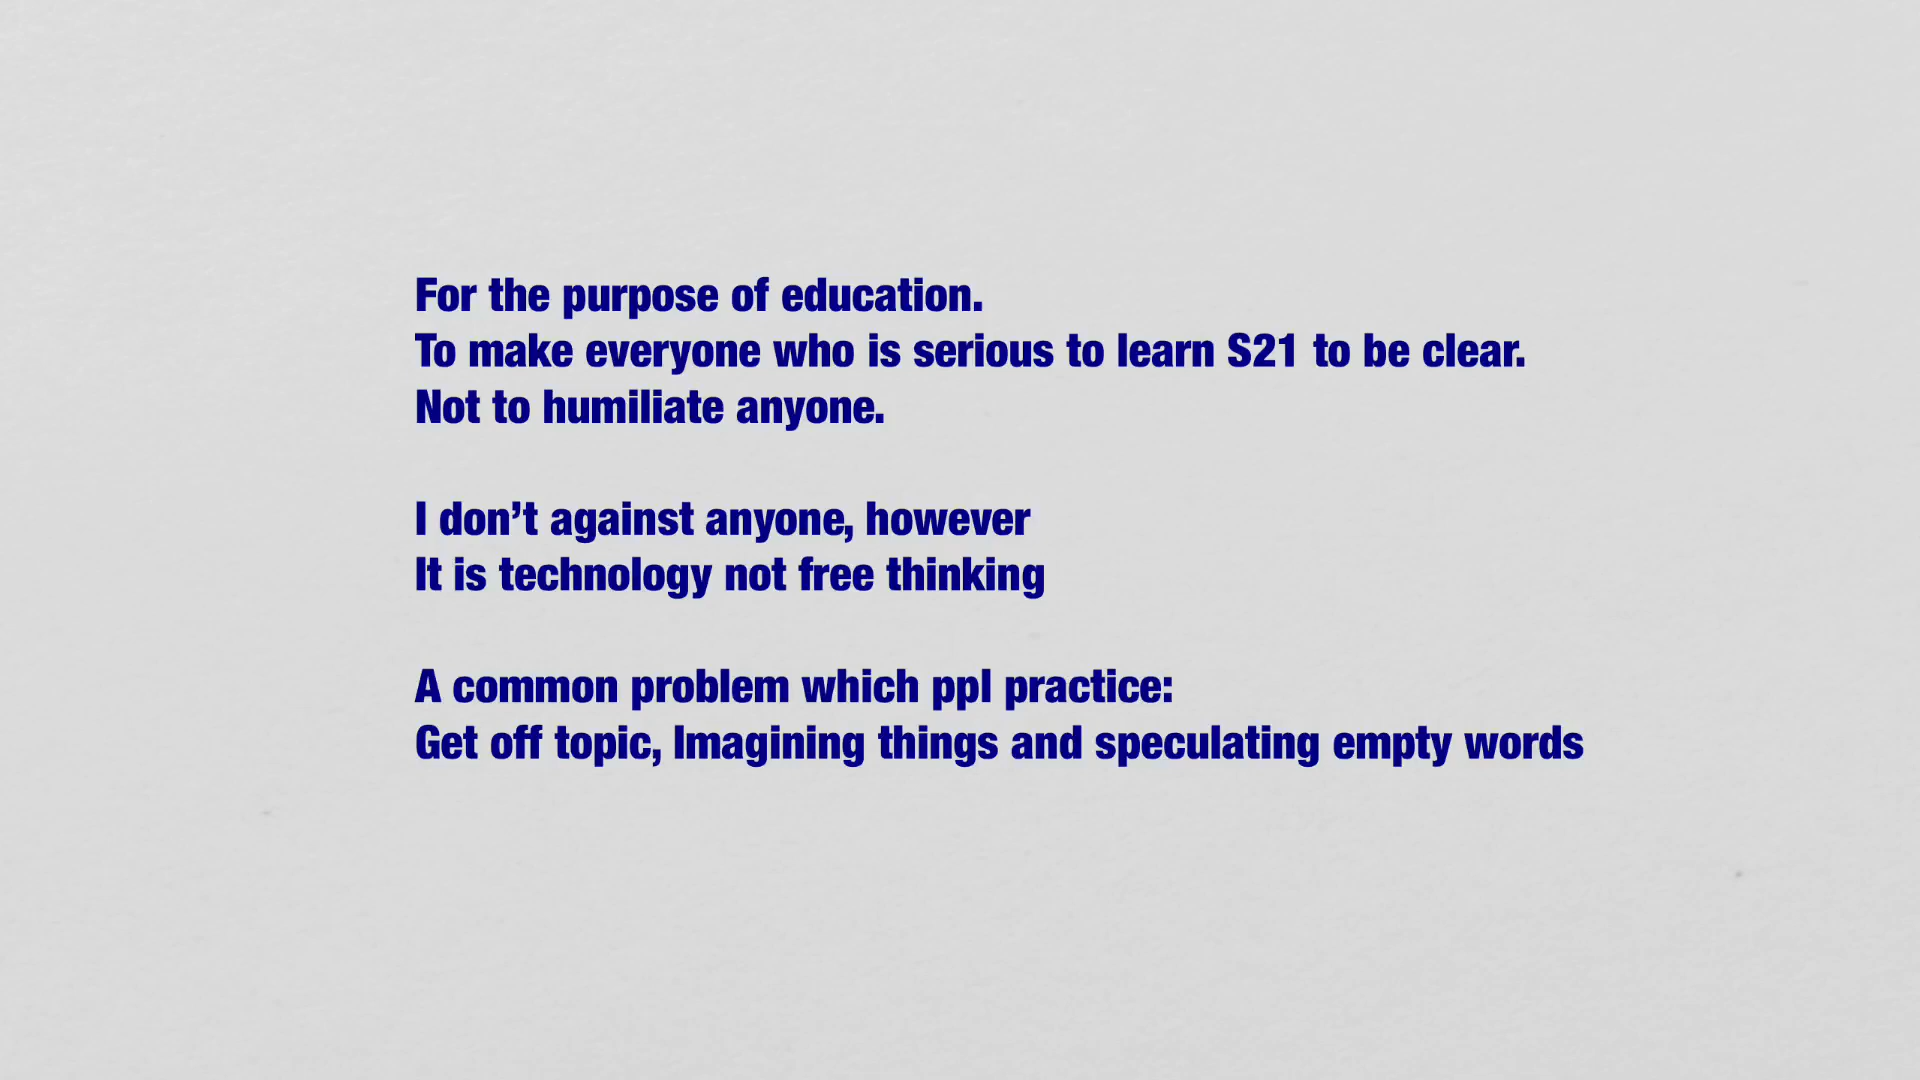 For the purpose of education.
To make everyone who is serious to learn S21 to be clear.
Not to humiliate anyone.
I don’t against anyone, however
It is technology not free thinking
A common problem which ppl practice:
Get off topic, Imagining things and speculating empty words